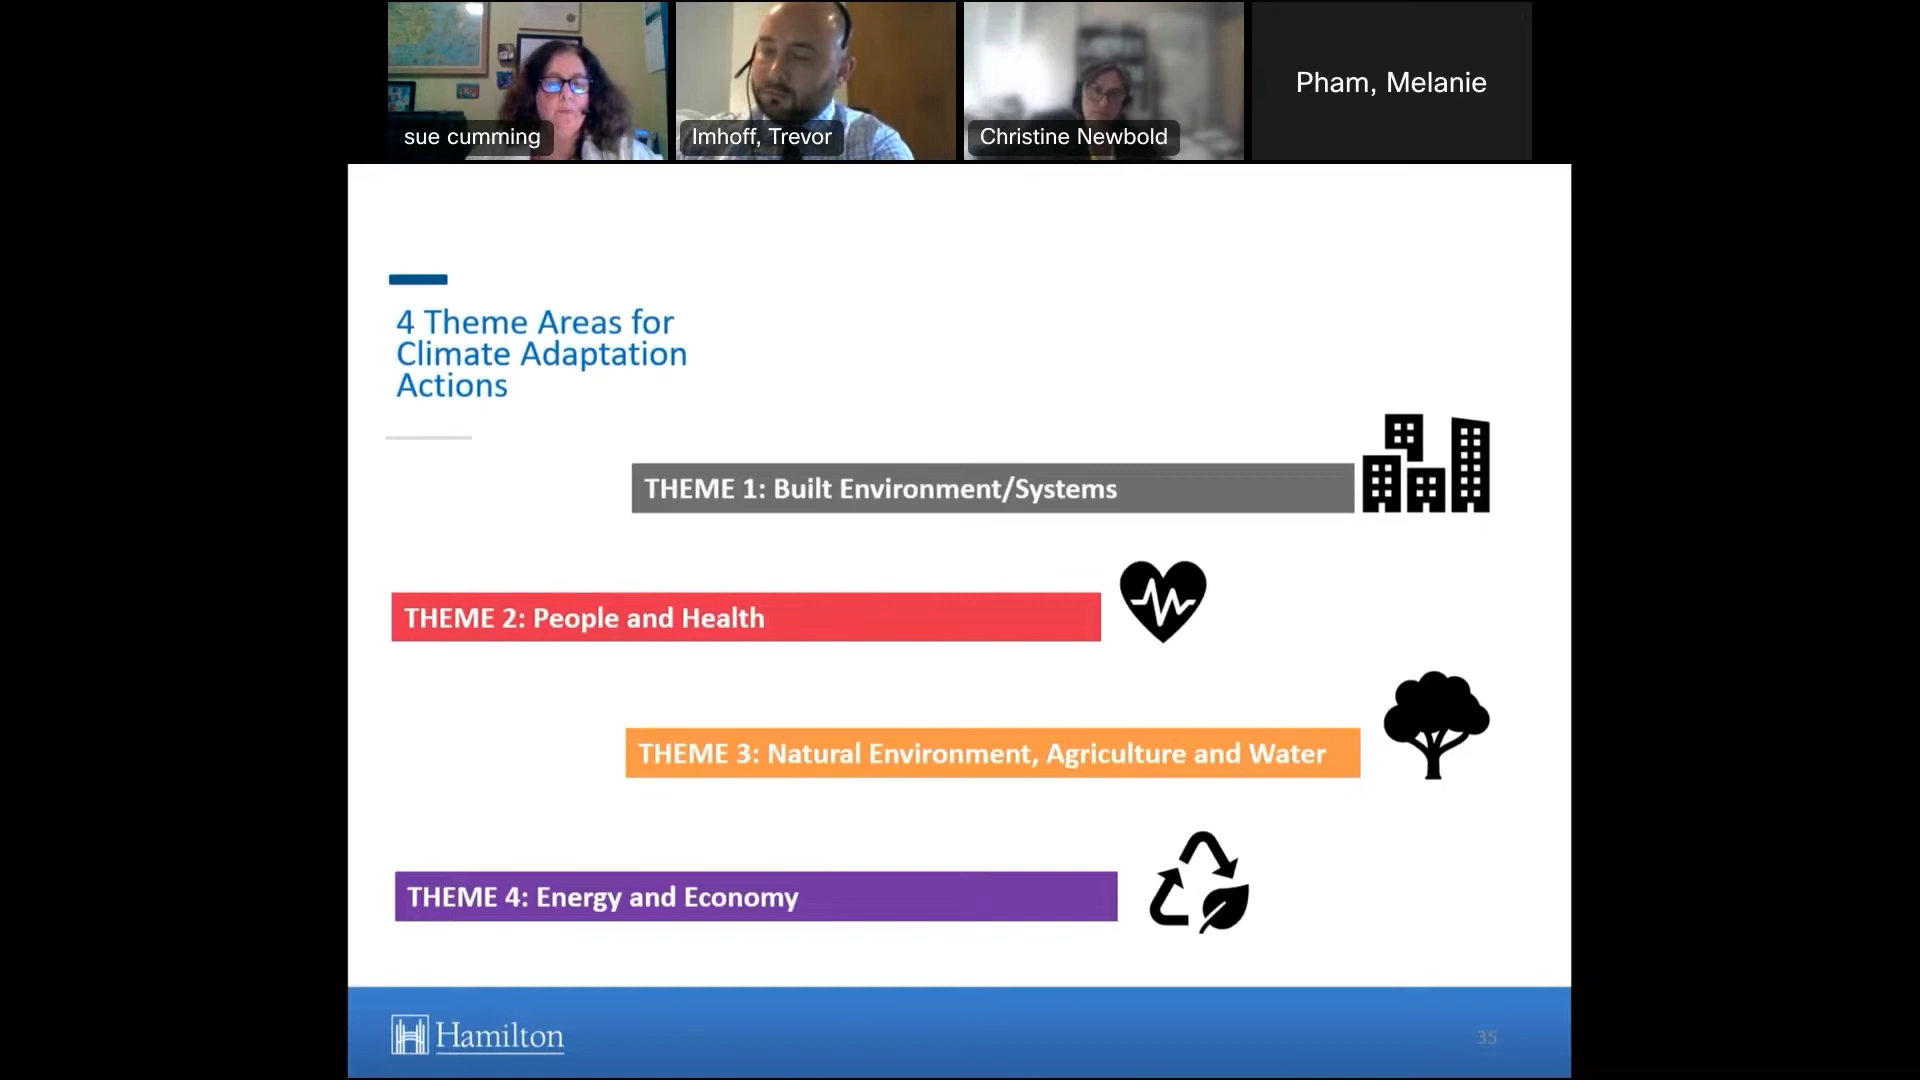 sue cumming
Imhoff, Trevor
Christine Newbold
Pham, Melanie
4 Theme Areas for
Climate Adaptation
Actions
THEME 1: Built Environment/Systems
THEME 2: People and Health
THEME 3: Natural Environment, Agriculture and Water
THEME 4: Energy and Economy
Hamilton
35